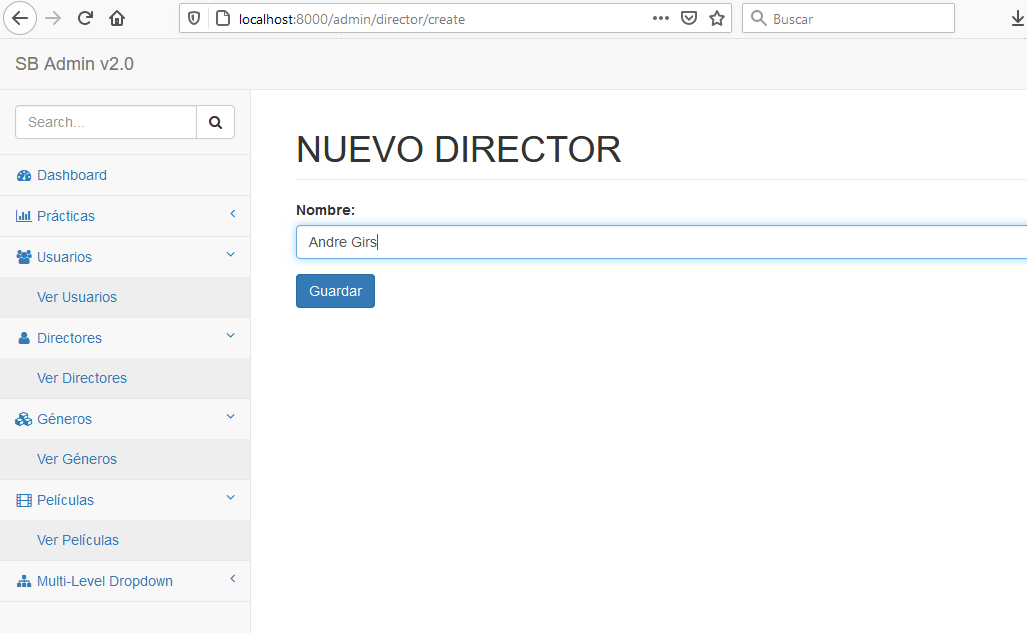 localhost:8000/admin/director/create
Buscar
SB Admin v2.0
Search...
Dashboard
Prácticas
Usuarios
Ver Usuarios
Directores
Ver Directores
Géneros
Ver Géneros
Películas
Ver Películas
Multi-Level Dropdown
NUEVO DIRECTOR
Nombre:
Andre Girs
Guardar